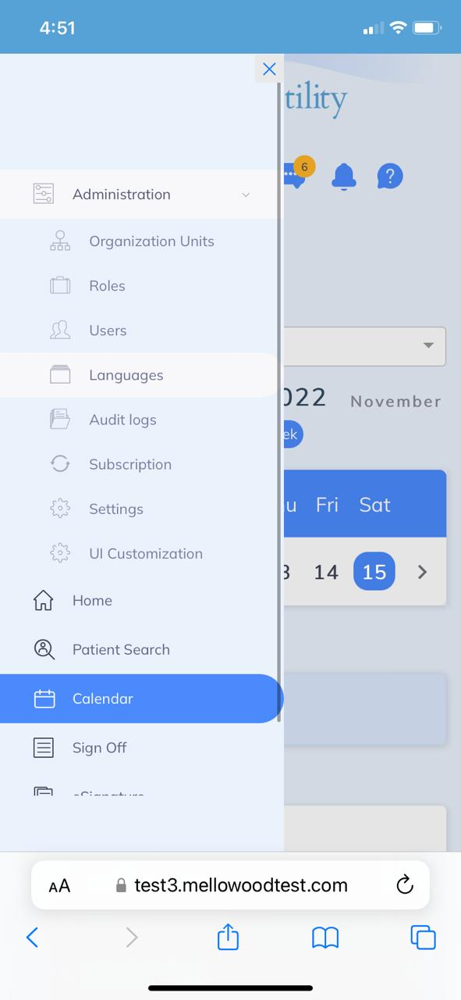 4:51
tility
6
Administration
Organization Units
Roles
Users
Languages
022
November
Audit logs
ek
Subscription
Settings
u Fri Sat
UI Customization
3 14 15
Home
Patient Search
Calendar
Sign Off
eSignature
AA
test3.mellowoodtest.com